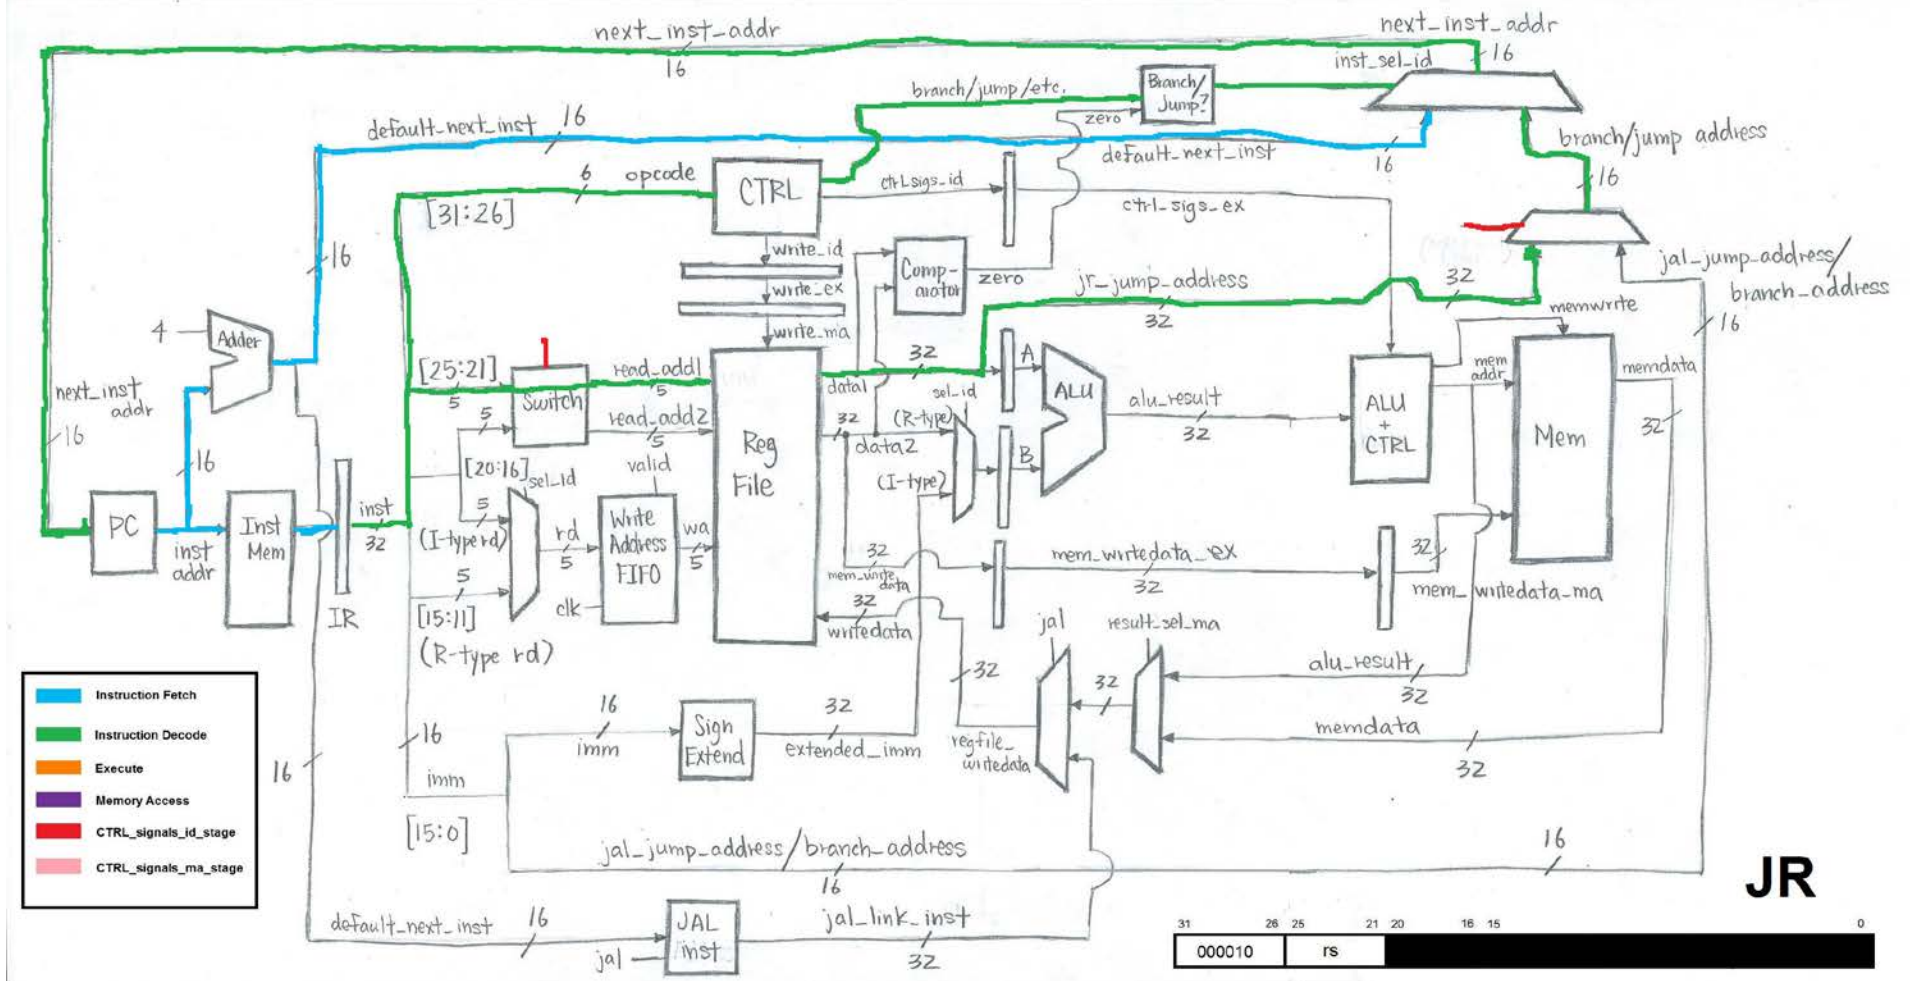 next_inst_addr
16
next_inst_addr
16
inst_sel_id
Branch/
Jump?
branch/jump/etc.
zero
default_next_inst
16
default_next_inst
16
branch/jump address
16
opcode
6
[31:26]
CTRL
ctrlsigs_id
ctrl_sigs_ex
write_id
write_ex
write_ma
Comp-
arator
zero
jr_jump_address
32
32
jal_jump_address/
branch_address
16
memwrite
16
4
Adder
next_inst
addr
16
16
[25:21]
5
Switch
read_add1
5
5
read_add2
5
data1
32
32
data2
sel_id
(R-type)
(I-type)
A
B
ALU
alu_result
32
ALU
+
CTRL
mem
addr
Mem
memdata
32
Reg
File
[20:16]
sel_id
5
(I-type rd)
5
[15:11]
(R-type rd)
rd
5
valid
Write
Address
FIFO
clk
wa
5
PC
inst
addr
Inst
Mem
IR
inst
32
32
mem_write
data
mem_writedata_ex
32
32
mem_writedata_ma
32
writedata
jal
result_sel_ma
alu_result
32
32
32
memdata
32
regfile_
writedata
16
imm
16
imm
[15:0]
Sign
Extend
32
extended_imm
16
jal_jump_address/branch_address
16
16
default_next_inst
16
jal
JAL
inst
jal_link_inst
32
Instruction Fetch
Instruction Decode
Execute
Memory Access
CTRL_signals_id_stage
CTRL_signals_ma_stage
JR
31 26 25 21 20 16 15 0
000010 rs